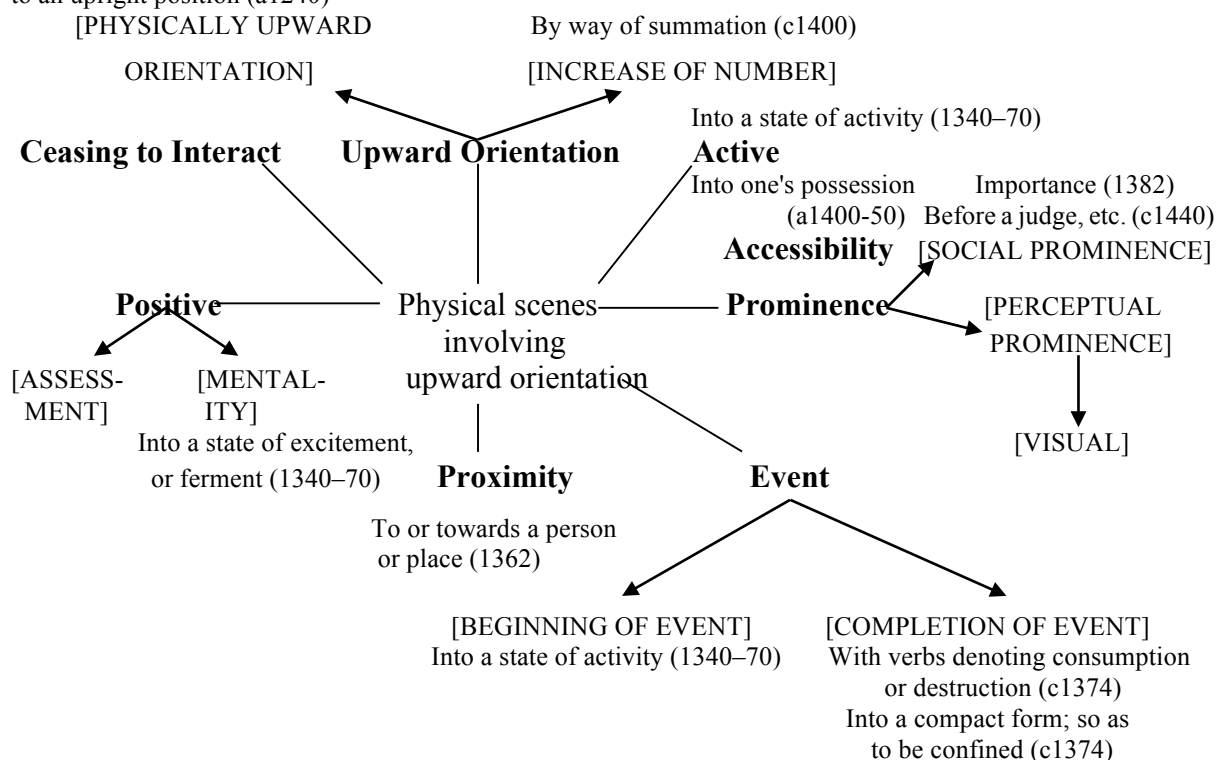 to an upright position (a1240)
[PHYSICALLY UPWARD
ORIENTATION]
By way of summation (c1400)
[INCREASE OF NUMBER]
Ceasing to Interact
Upward Orientation
Into a state of activity (1340–70)
Active
Into one's possession
(a1400-50)
Accessibility
Importance (1382)
Before a judge, etc. (c1440)
[SOCIAL PROMINENCE]
Positive
Physical scenes
involving
upward orientation
Prominence
[PERCEPTUAL
PROMINENCE]
[VISUAL]
[ASSESS-
MENT]
[MENTAL-
ITY]
Into a state of excitement,
or ferment (1340–70)
Proximity
To or towards a person
or place (1362)
Event
[BEGINNING OF EVENT]
Into a state of activity (1340–70)
[COMPLETION OF EVENT]
With verbs denoting consumption
or destruction (c1374)
Into a compact form; so as
to be confined (c1374)